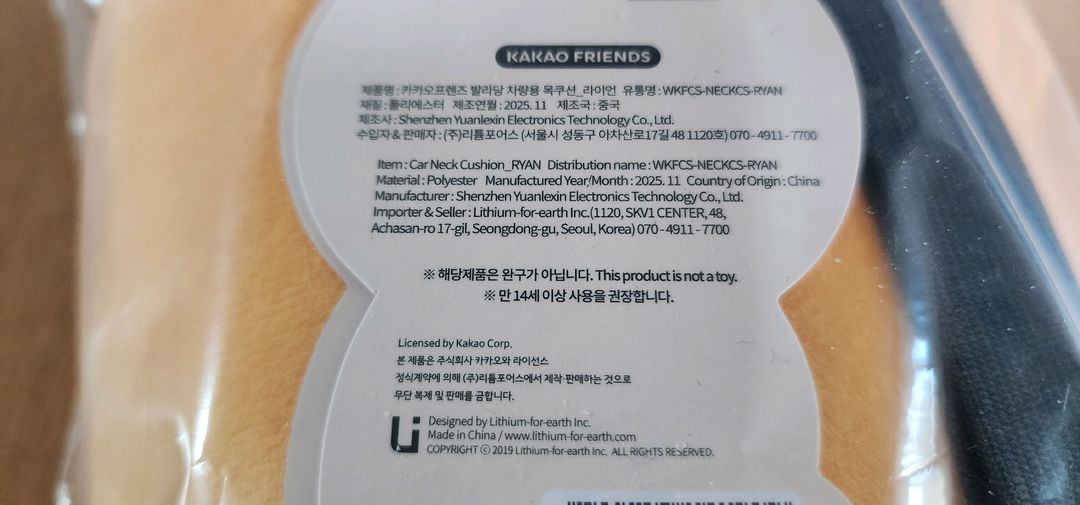 KAKAO FRIENDS
제품명 : 카카오프렌즈 발라당 차량용 목쿠션_라이언 유통명 : WKFCS-NECKCS-RYAN
재질 : 폴리에스터 제조연월 : 2025. 11 제조국 : 중국
제조사 : Shenzhen Yuanlexin Electronics Technology Co., Ltd.
수입자 & 판매자 : (주)리튬포어스 (서울시 성동구 아차산로17길 48 1120호) 070 - 4911 - 7700
Item : Car Neck Cushion_RYAN Distribution name : WKFCS-NECKCS-RYAN
Material : Polyester Manufactured Year/Month : 2025. 11 Country of Origin : China
Manufacturer : Shenzhen Yuanlexin Electronics Technology Co., Ltd.
Importer & Seller : Lithium-for-earth Inc.(1120, SKV1 CENTER, 48,
Achasan-ro 17-gil, Seongdong-gu, Seoul, Korea) 070 - 4911 - 7700
※ 해당제품은 완구가 아닙니다. This product is not a toy.
※ 만 14세 이상 사용을 권장합니다.
Licensed by Kakao Corp.
본 제품은 주식회사 카카오와 라이선스
정식계약에 의해 (주)리튬포어스에서 제작·판매하는 것으로
무단 복제 및 판매를 금합니다.
Li
Designed by Lithium-for-earth Inc.
Made in China / www.lithium-for-earth.com
COPYRIGHT ⓒ 2019 Lithium-for-earth Inc. ALL RIGHTS RESERVED.